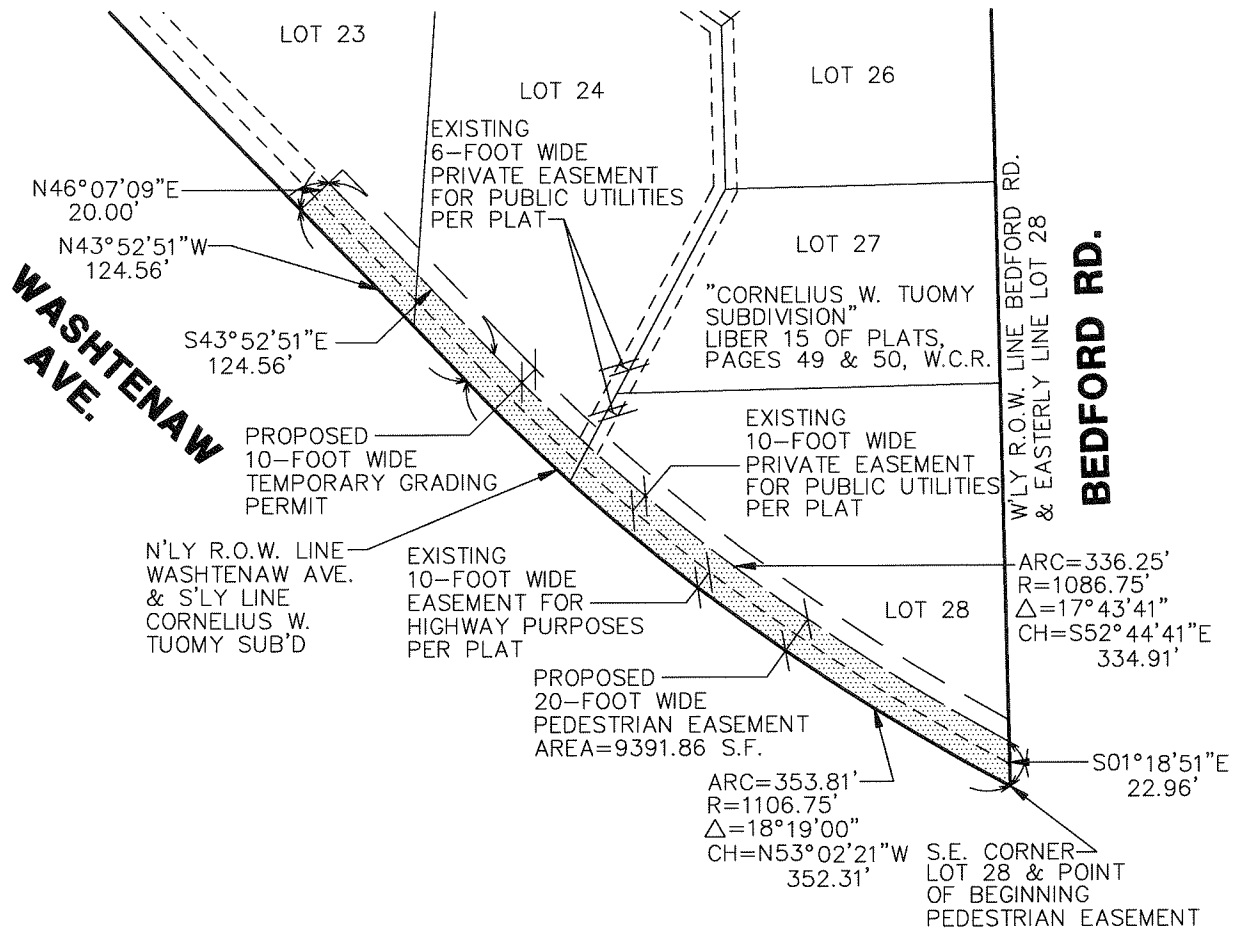 LOT 23
LOT 24
LOT 26
EXISTING
6-FOOT WIDE
PRIVATE EASEMENT
FOR PUBLIC UTILITIES
PER PLAT
N46°07'09"E
20.00'
N43°52'51"W
124.56'
WASHTENAW
AVE.
S43°52'51"E
124.56'
LOT 27
"CORNELIUS W. TUOMY
SUBDIVISION"
LIBER 15 OF PLATS,
PAGES 49 & 50, W.C.R.
W'LY R.O.W. LINE BEDFORD RD.
& EASTERLY LINE LOT 28
BEDFORD RD.
PROPOSED
10-FOOT WIDE
TEMPORARY GRADING
PERMIT
EXISTING
10-FOOT WIDE
PRIVATE EASEMENT
FOR PUBLIC UTILITIES
PER PLAT
N'LY R.O.W. LINE
WASHTENAW AVE.
& S'LY LINE
CORNELIUS W.
TUOMY SUB'D
EXISTING
10-FOOT WIDE
EASEMENT FOR
HIGHWAY PURPOSES
PER PLAT
LOT 28
ARC=336.25'
R=1086.75'
△=17°43'41"
CH=S52°44'41"E
334.91'
PROPOSED
20-FOOT WIDE
PEDESTRIAN EASEMENT
AREA=9391.86 S.F.
S01°18'51"E
22.96'
ARC=353.81'
R=1106.75'
△=18°19'00"
CH=N53°02'21"W
352.31'
S.E. CORNER
LOT 28 & POINT
OF BEGINNING
PEDESTRIAN EASEMENT